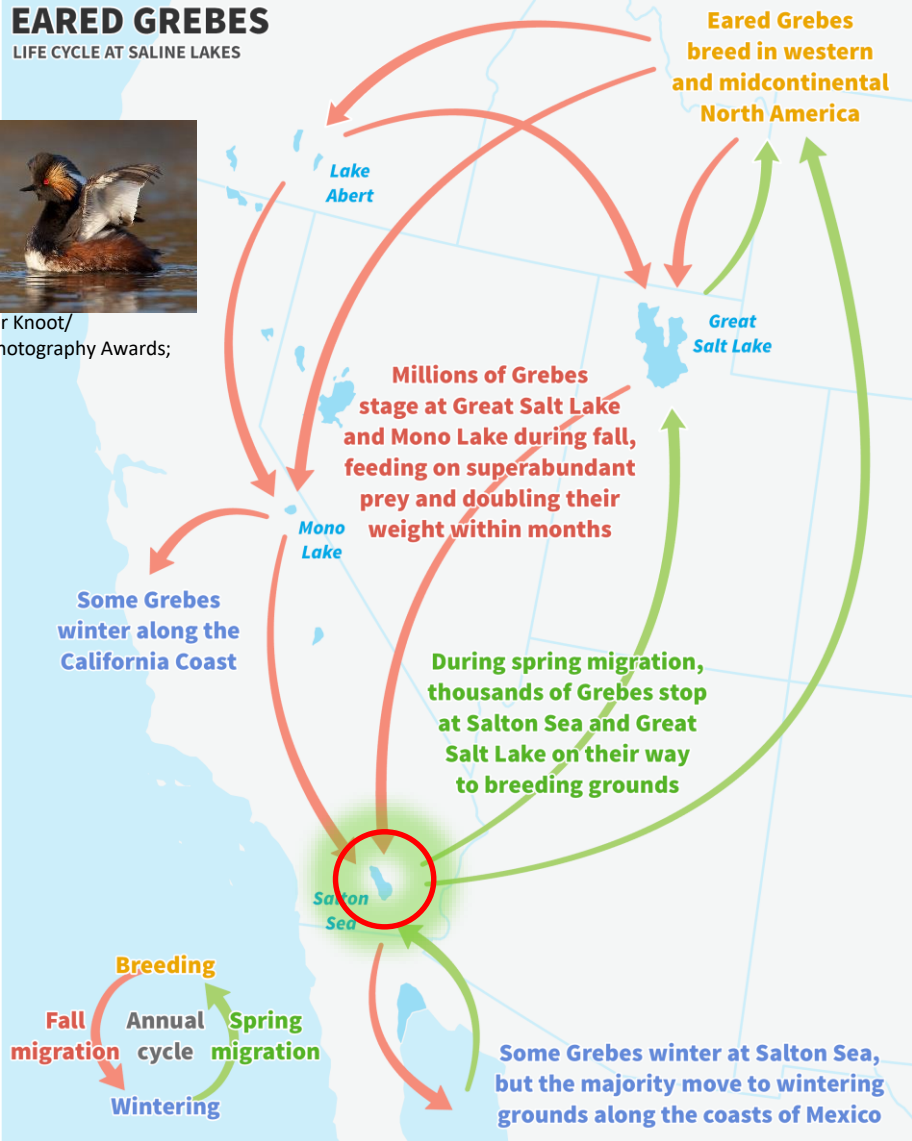 EARED GREBES
LIFE CYCLE AT SALINE LAKES
Eared Grebes
breed in western
and midcontinental
North America
Lake
Abert
r Knoot/
hotography Awards;
Great
Salt Lake
Millions of Grebes
stage at Great Salt Lake
and Mono Lake during fall,
feeding on superabundant
prey and doubling their
weight within months
Mono
Lake
Some Grebes
winter along the
California Coast
During spring migration,
thousands of Grebes stop
at Salton Sea and Great
Salt Lake on their way
to breeding grounds
Salton
Sea
Breeding
Fall
migration
Annual
cycle
Spring
migration
Wintering
Some Grebes winter at Salton Sea,
but the majority move to wintering
grounds along the coasts of Mexico